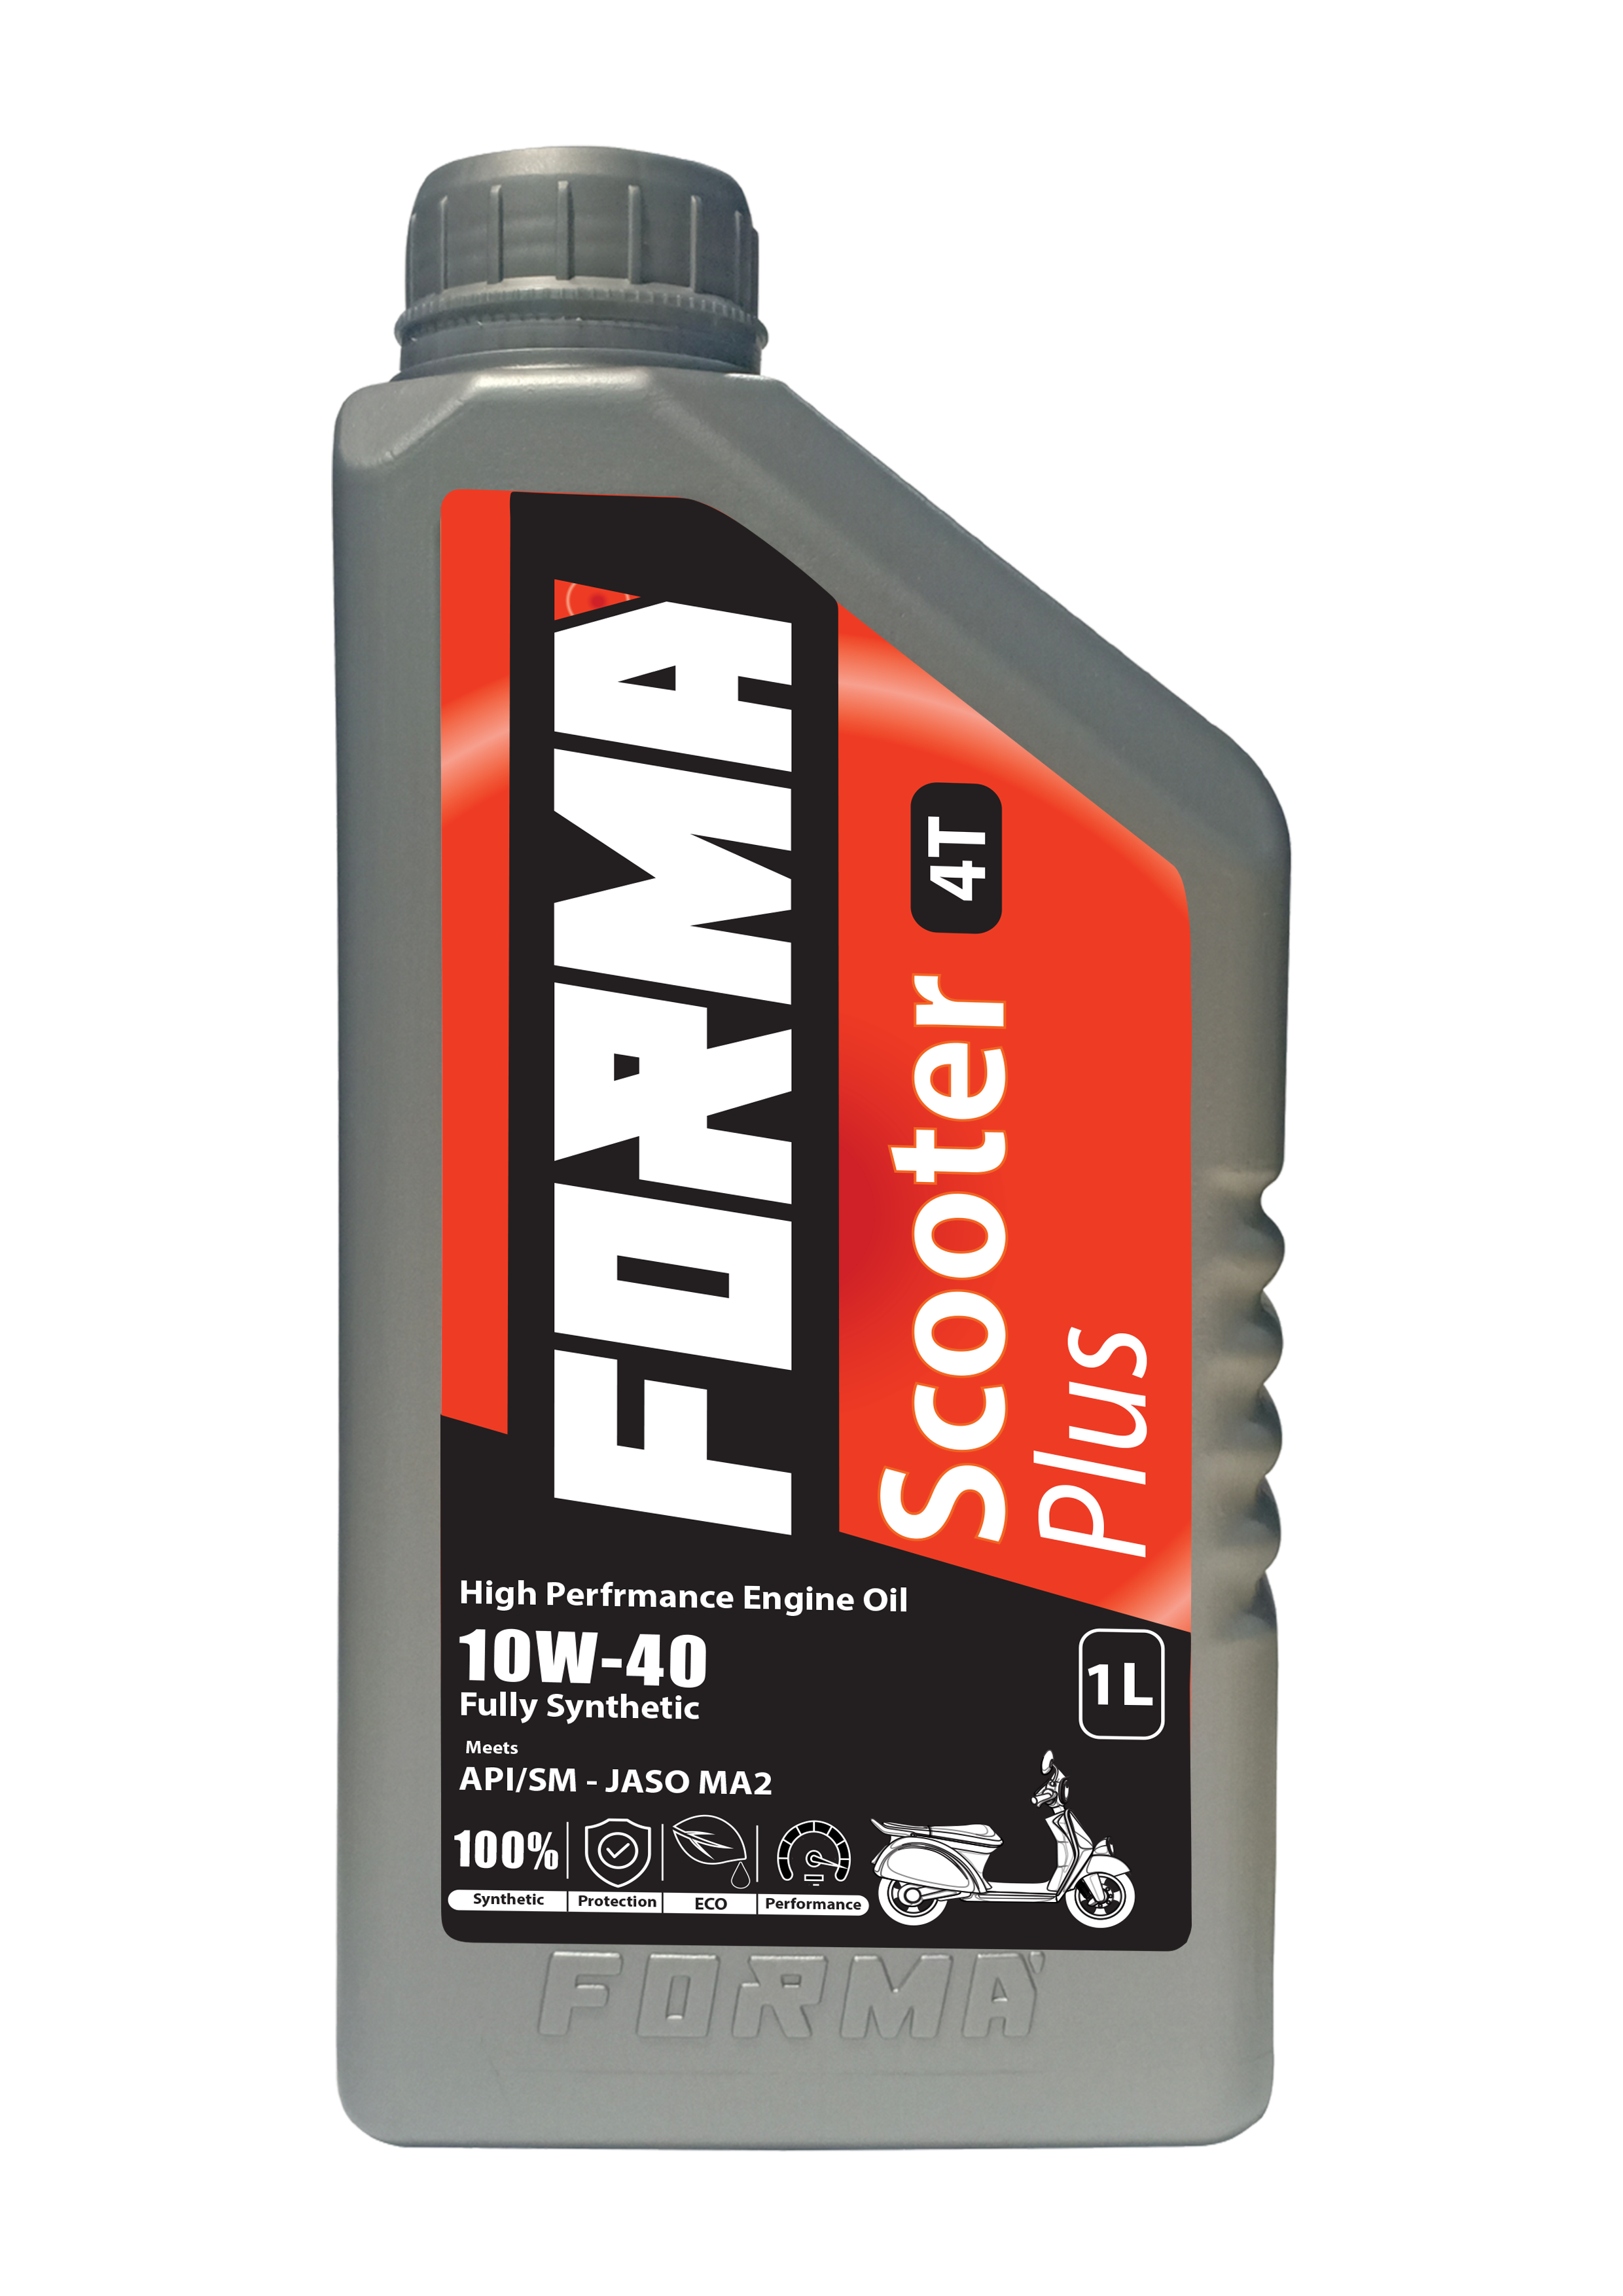 FORMA
Scooter 4T
Plus
High Perfrmance Engine Oil
10W-40
Fully Synthetic
1L
Meets
API/SM - JASO MA2
100%
Synthetic Protection ECO Performance
FORMA